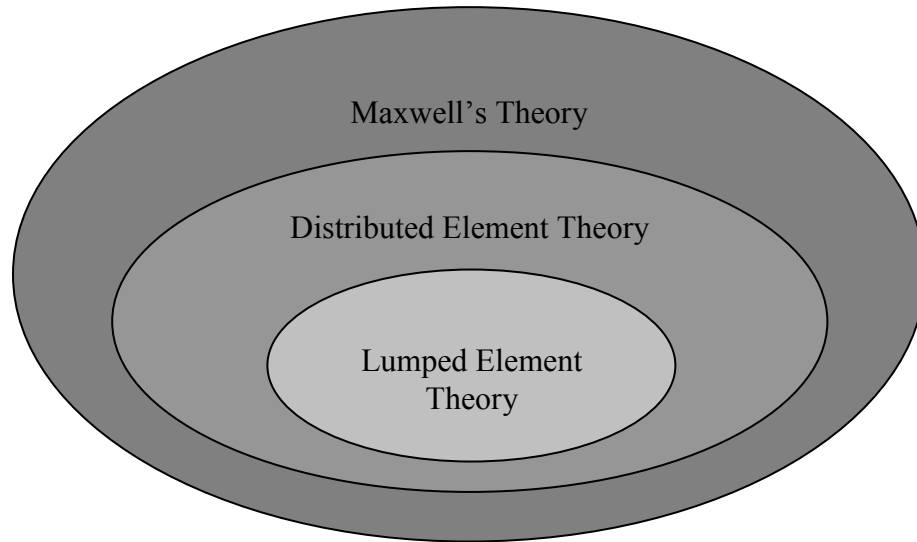 Maxwell’s Theory
Distributed Element Theory
Lumped Element
Theory